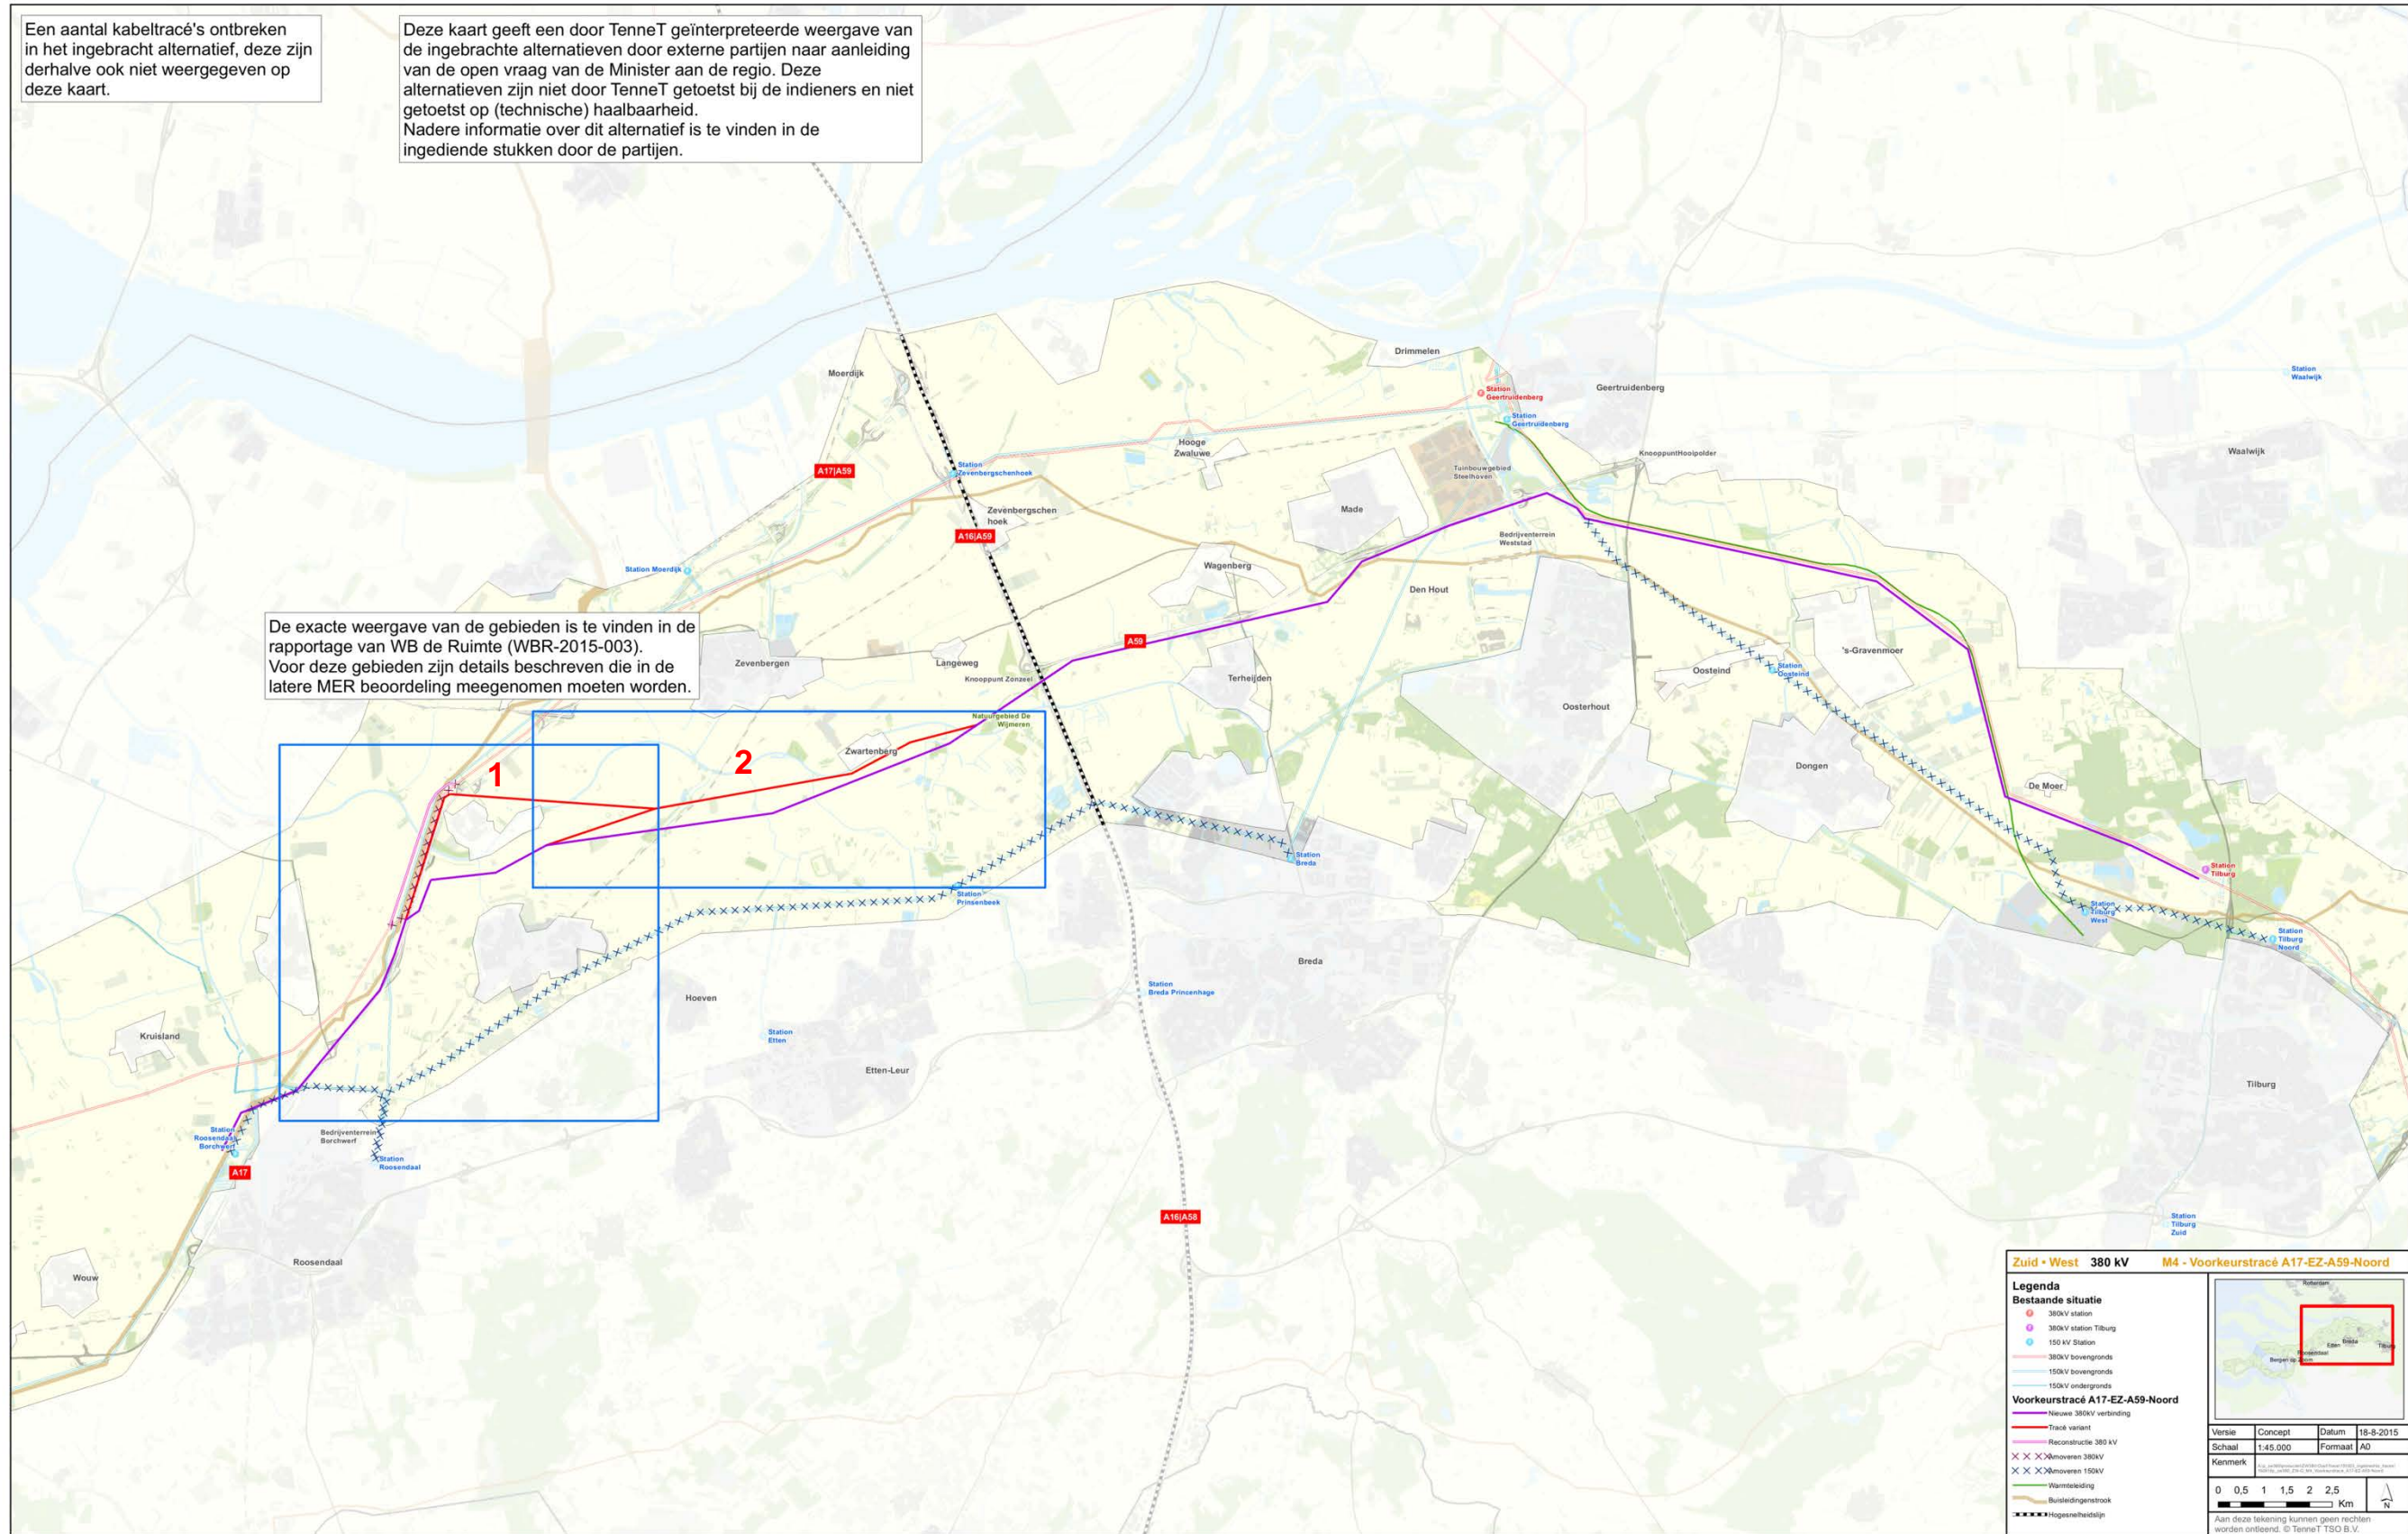 Een aantal kabeltracé's ontbreken
in het ingebracht alternatief, deze zijn
derhalve ook niet weergegeven op
deze kaart.
Deze kaart geeft een door TenneT geïnterpreteerde weergave van
de ingebrachte alternatieven door externe partijen naar aanleiding
van de open vraag van de Minister aan de regio. Deze
alternatieven zijn niet door TenneT getoetst bij de indieners en niet
getoetst op (technische) haalbaarheid.
Nadere informatie over dit alternatief is te vinden in de
ingediende stukken door de partijen.
Drimmelen
Moerdijk
Station
Geertruidenberg
Geertruidenberg
Station
Waalwijk
Station
Geertruidenberg
Hooge
Zwaluwe
KnooppuntHooipolder
Waalwijk
A17|A59
Station
Zevenbergschenhoek
Tuinbouwgebied
Steelhoven
Zevenbergschen
hoek
Made
A16|A59
Bedrijventerrein
Weststad
Station Moerdijk
Wagenberg
Den Hout
De exacte weergave van de gebieden is te vinden in de
rapportage van WB de Ruimte (WBR-2015-003).
Voor deze gebieden zijn details beschreven die in de
latere MER beoordeling meegenomen moeten worden.
A59
Zevenbergen
Langeweg
Knooppunt Zonzeel
Terheijden
Oosteind
Station
Oosteind
's-Gravenmoer
Oosterhout
Natuurgebied De
Wijmeren
Zwartenberg
1
2
Dongen
De Moer
Station
Breda
Station
Tilburg
Station
Prinsenbeek
Station
Tilburg
West
Station
Tilburg
Noord
Breda
Station
Breda Princenhage
Hoeven
Kruisland
Station
Etten
Etten-Leur
Tilburg
Station
Roosendaal
Borchwerf
Bedrijventerrein
Borchwerf
Station
Roosendaal
A17
A16|A58
Station
Tilburg
Zuid
Roosendaal
Wouw
Zuid • West 380 kV M4 - Voorkeurstracé A17-EZ-A59-Noord
Legenda
Bestaande situatie
380kV station
380kV station Tilburg
150 kV Station
380kV bovengronds
150kV bovengronds
150kV ondergronds
Voorkeurstracé A17-EZ-A59-Noord
Nieuwe 380kV verbinding
Tracé variant
Reconstructie 380 kV
Amoveren 380kV
Amoveren 150kV
Warmteleiding
Buisleidingenstrook
Hogesnelheidslijn
Rotterdam
Breda
Etten
Tilburg
Roosendaal
Bergen op Zoom
Versie Concept Datum 18-8-2015
Schaal 1:45.000 Formaat A0
Kenmerk
0 0,5 1 1,5 2 2,5
Km
N
Aan deze tekening kunnen geen rechten
worden ontleend. © TenneT TSO B.V.